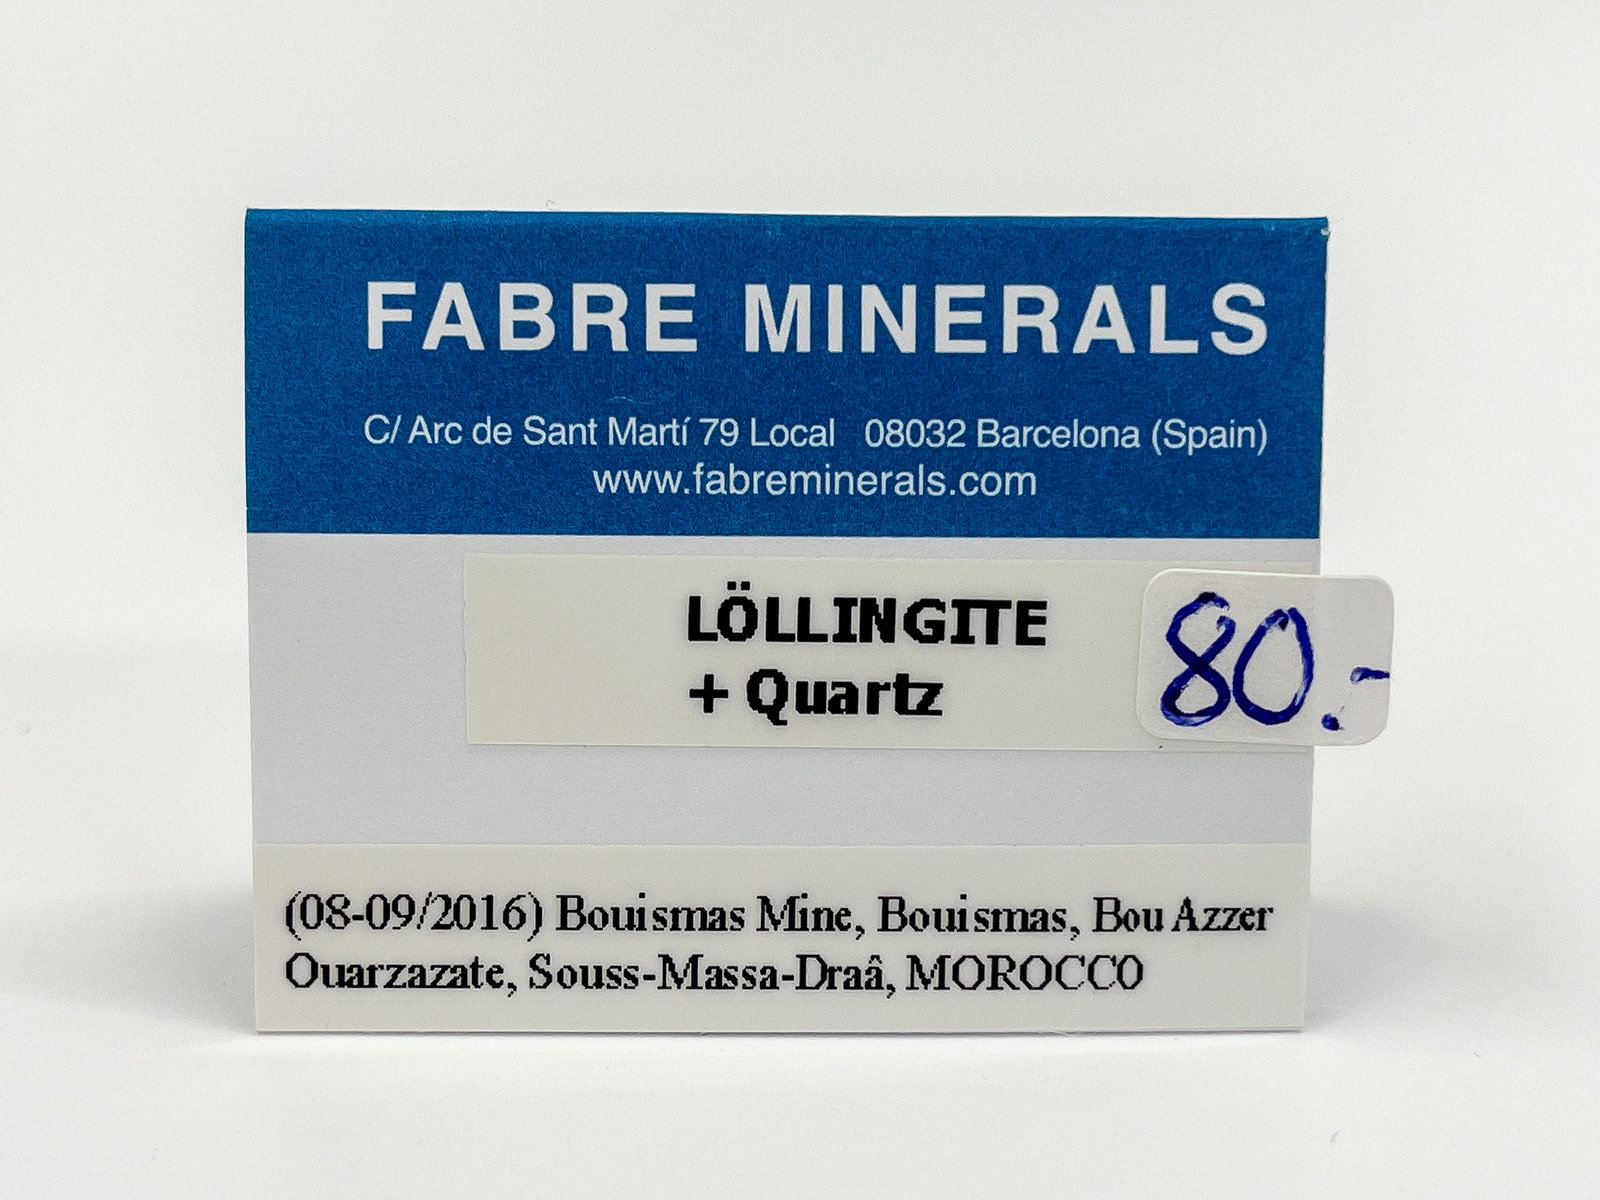 FABRE MINERALS
C/ Arc de Sant Martí 79 Local 08032 Barcelona (Spain)
www.fabreminerals.com
LÖLLINGITE
+ Quartz
80.-
(08-09/2016) Bouismas Mine, Bouismas, Bou Azzer
Ouarzazate, Souss-Massa-Draâ, MOROCCO